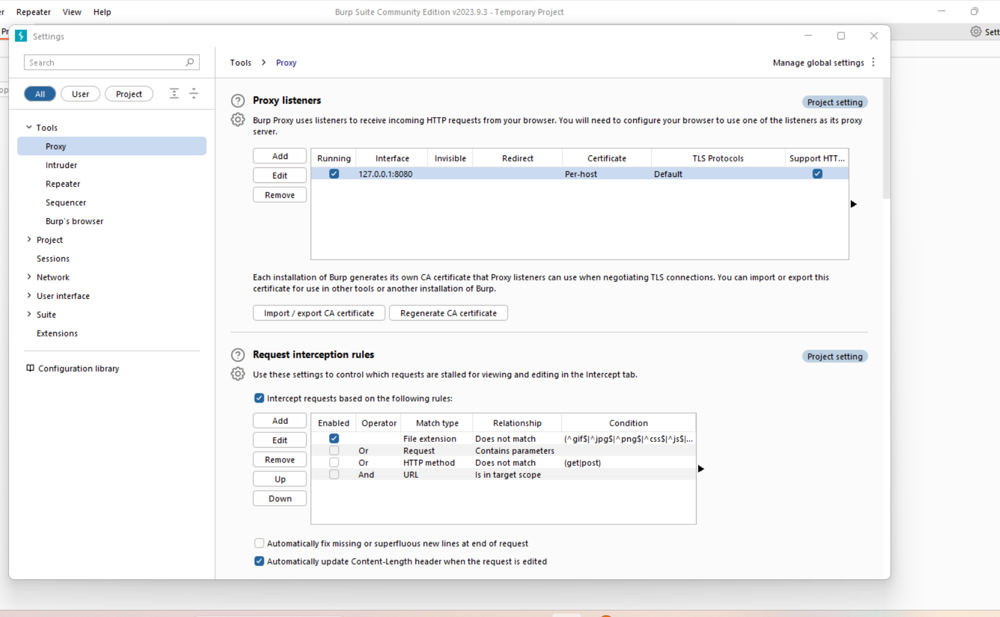 er Repeater View Help Burp Suite Community Edition v2023.9.3 - Temporary Project
Pr Sett
Settings
Search
Tools > Proxy Manage global settings
op
All User Project
Proxy listeners Project setting
Burp Proxy uses listeners to receive incoming HTTP requests from your browser. You will need to configure your browser to use one of the listeners as its proxy
server.
Tools
Proxy
Intruder
Repeater
Sequencer
Burp's browser
Project
Sessions
Network
User interface
Suite
Extensions
Configuration library
Add
Edit
Remove
Running Interface Invisible Redirect Certificate TLS Protocols Support HTT...
127.0.0.1:8080 Per-host Default
Each installation of Burp generates its own CA certificate that Proxy listeners can use when negotiating TLS connections. You can import or export this
certificate for use in other tools or another installation of Burp.
Import / export CA certificate Regenerate CA certificate
Request interception rules Project setting
Use these settings to control which requests are stalled for viewing and editing in the Intercept tab.
Intercept requests based on the following rules:
Add
Edit
Remove
Up
Down
Enabled Operator Match type Relationship Condition
File extension Does not match (^gif$|^jpg$|^png$|^css$|^js$|...
Or Request Contains parameters
Or HTTP method Does not match (get|post)
And URL Is in target scope
Automatically fix missing or superfluous new lines at end of request
Automatically update Content-Length header when the request is edited